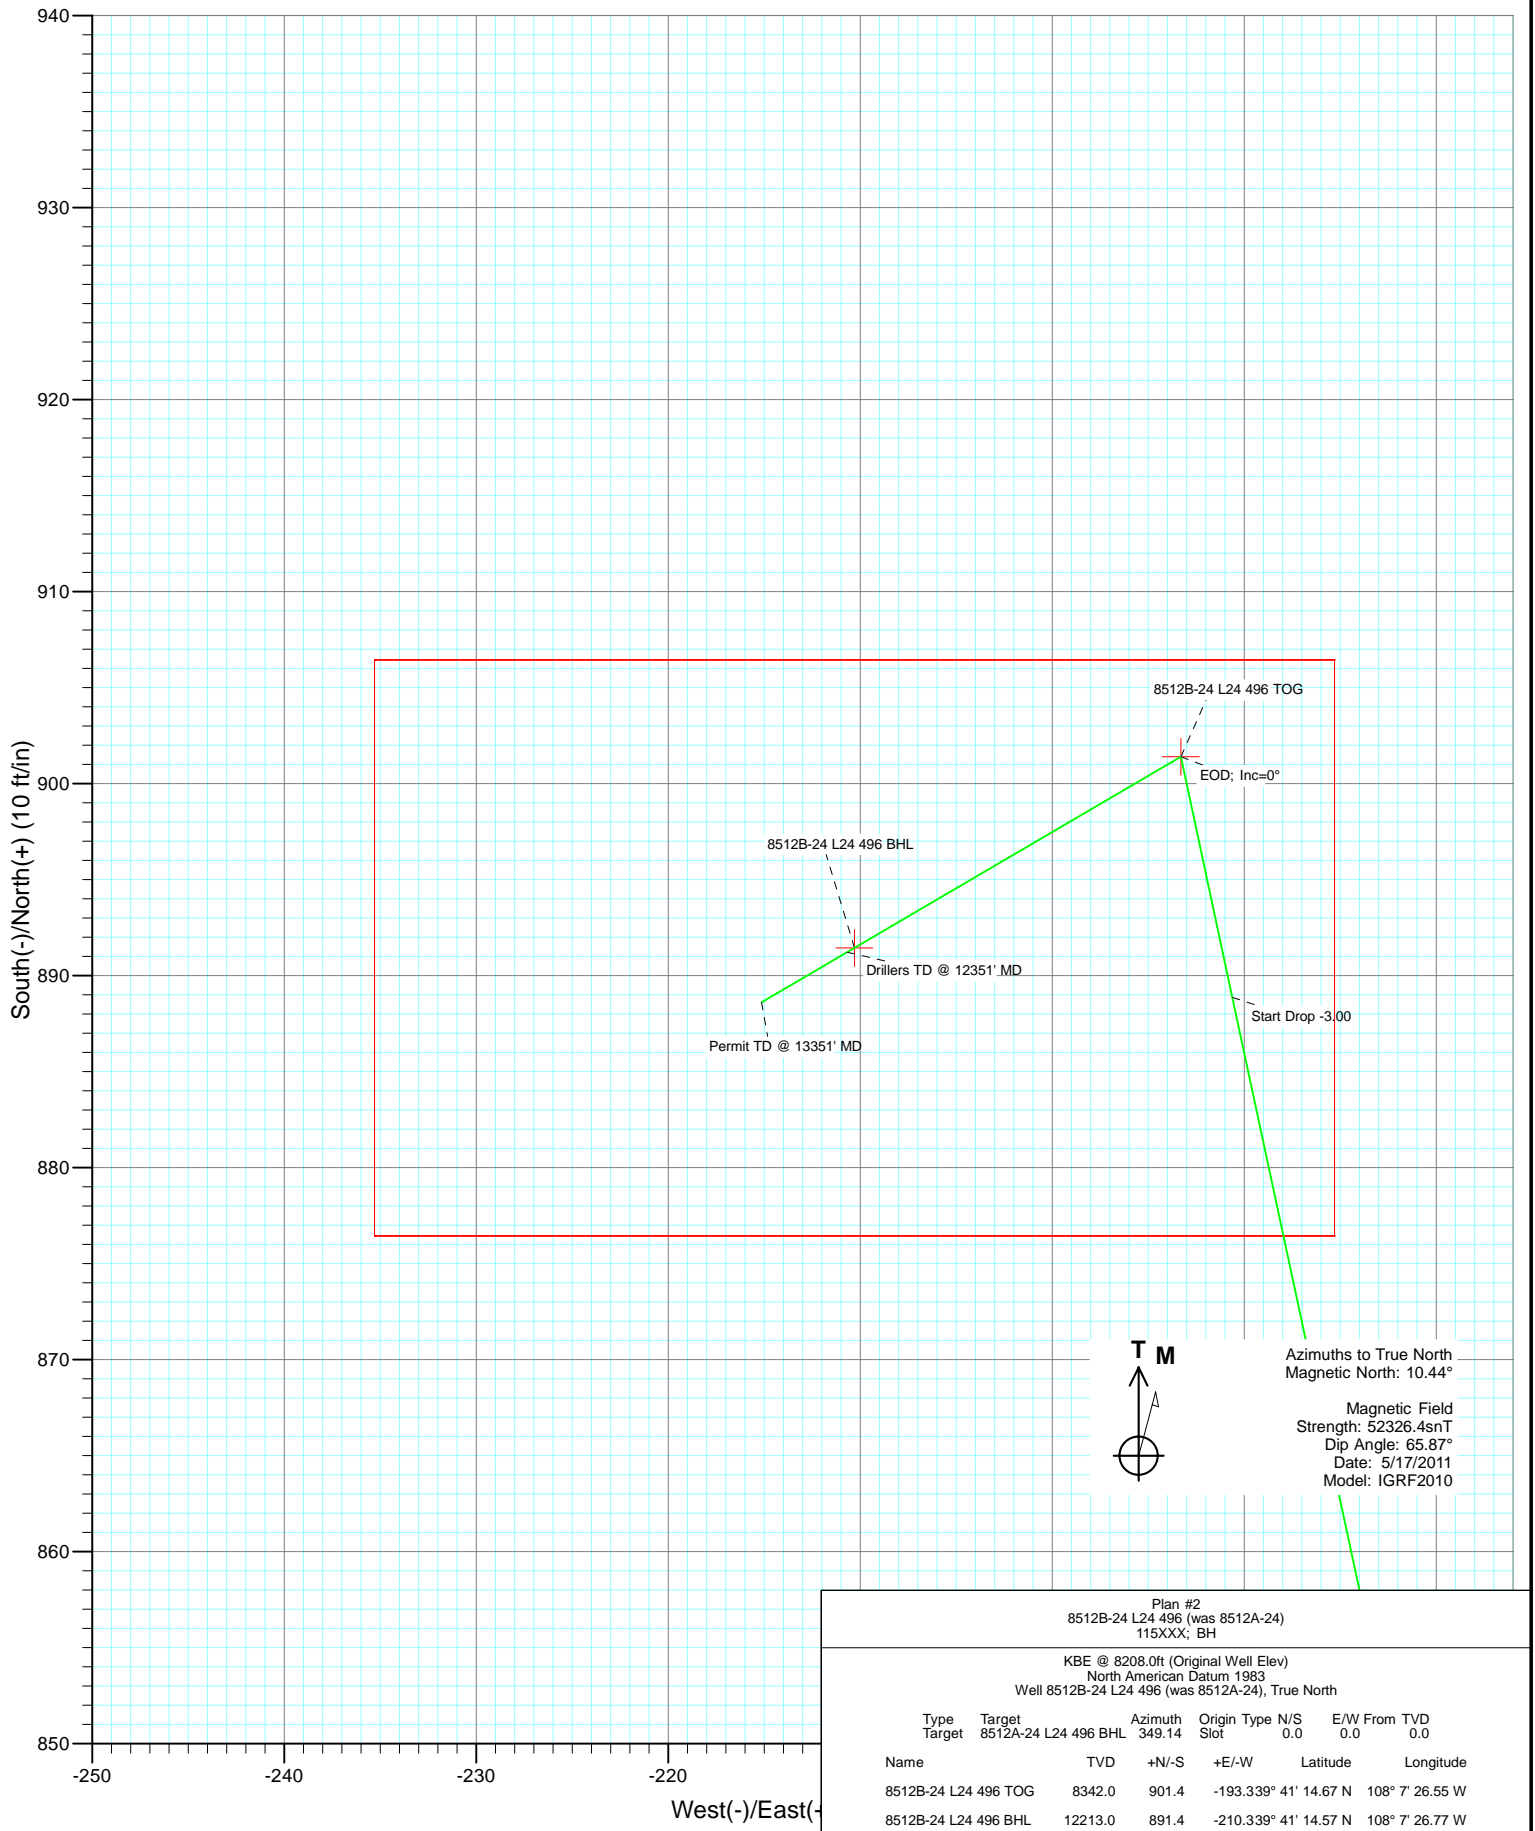 940
930
920
910
900
890
880
870
860
850
South(-)/North(+) (10 ft/in)
8512B-24 L24 496 TOG
EOD; Inc=0°
8512B-24 L24 496 BHL
Drillers TD @ 12351' MD
Start Drop -3.00
Permit TD @ 13351' MD
T M
Azimuths to True North
Magnetic North: 10.44°
Magnetic Field
Strength: 52326.4snT
Dip Angle: 65.87°
Date: 5/17/2011
Model: IGRF2010
-250 -240 -230 -220
West(-)/East(+
Plan #2
8512B-24 L24 496 (was 8512A-24)
115XXX; BH
KBE @ 8208.0ft (Original Well Elev)
North American Datum 1983
Well 8512B-24 L24 496 (was 8512A-24), True North
Type Target Azimuth Origin Type N/S E/W From TVD
Target 8512A-24 L24 496 BHL 349.14 Slot 0.0 0.0 0.0
Name TVD +N/-S +E/-W Latitude Longitude
8512B-24 L24 496 TOG 8342.0 901.4 -193.339° 41' 14.67 N 108° 7' 26.55 W
8512B-24 L24 496 BHL 12213.0 891.4 -210.339° 41' 14.57 N 108° 7' 26.77 W